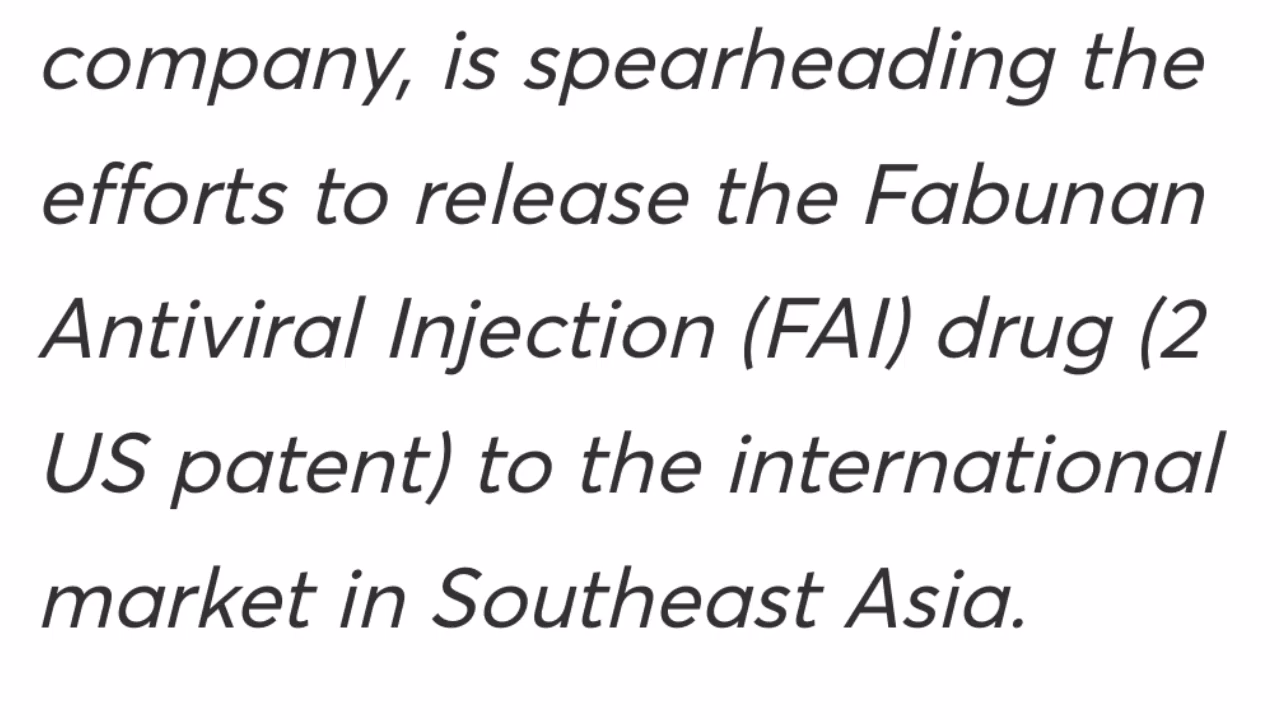 company, is spearheading the
efforts to release the Fabunan
Antiviral Injection (FAI) drug (2
US patent) to the international
market in Southeast Asia.